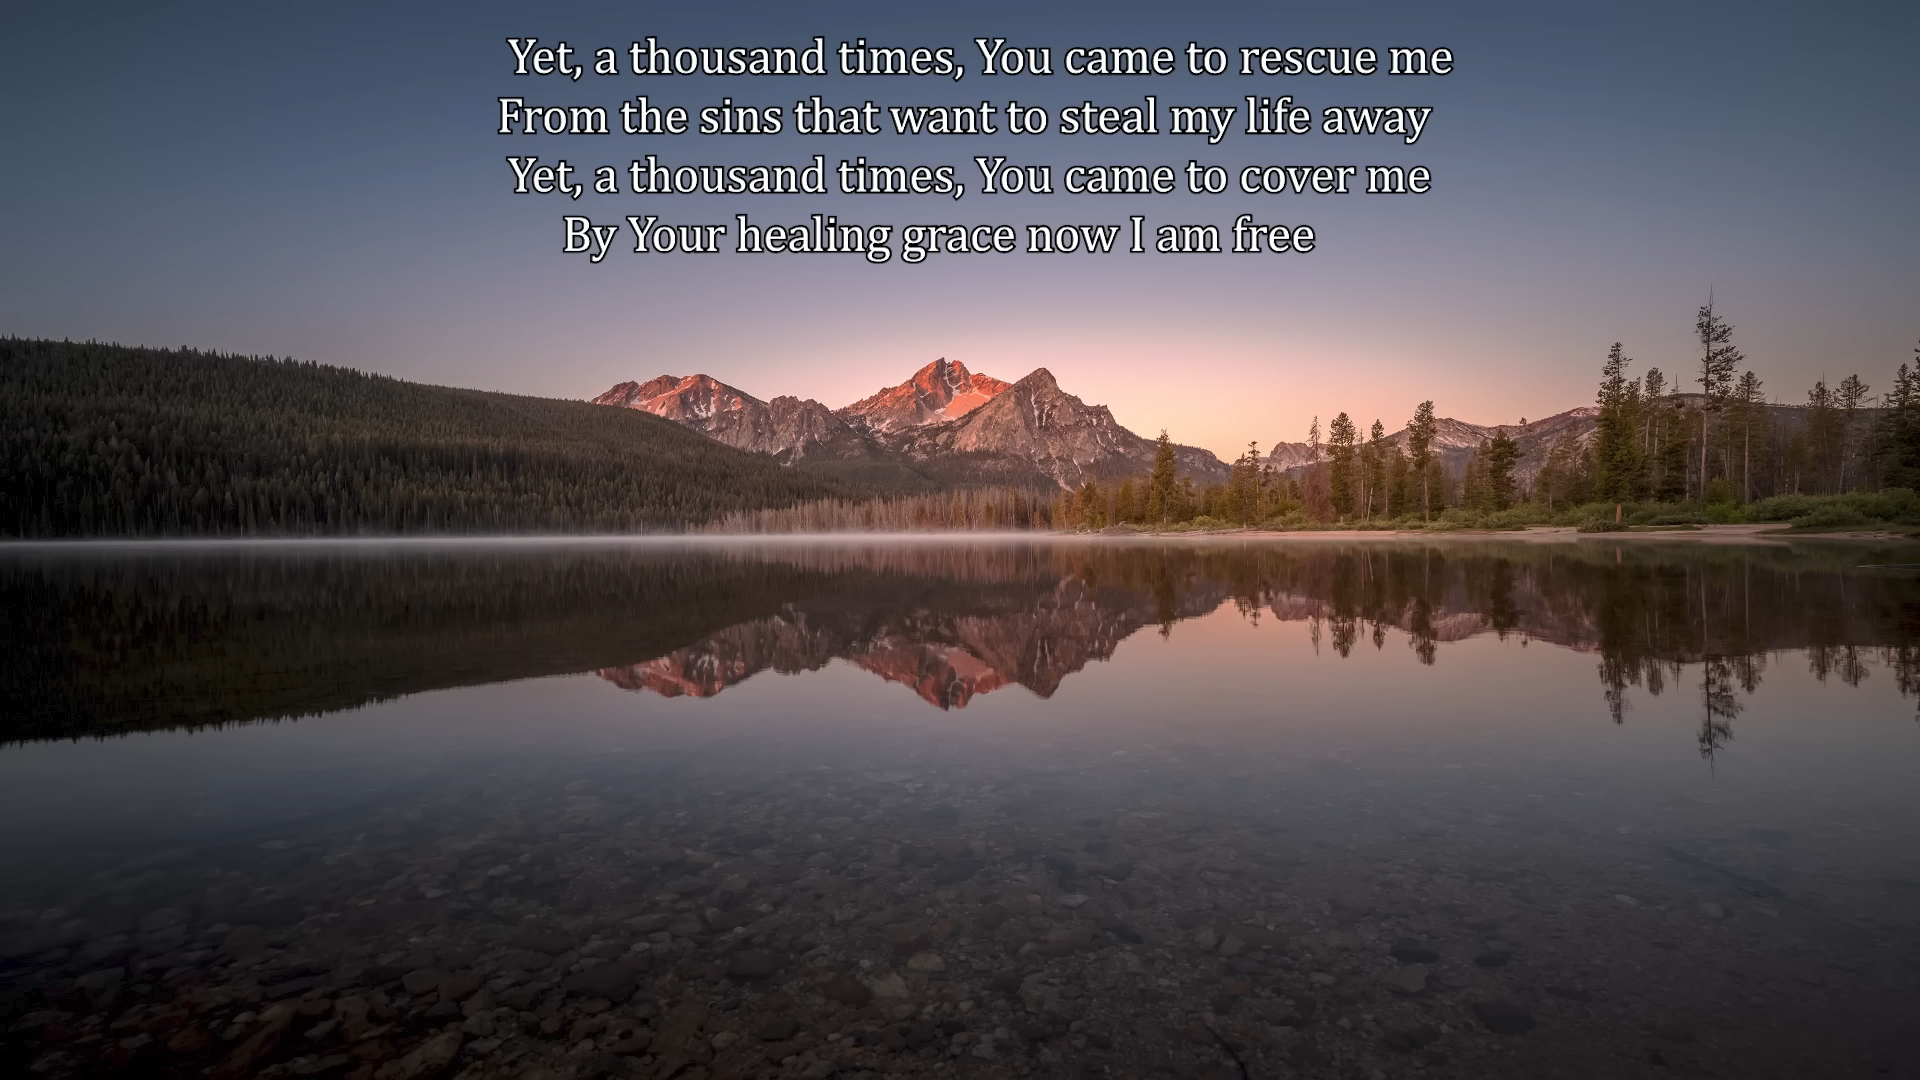 Yet, a thousand times, You came to rescue me
From the sins that want to steal my life away
Yet, a thousand times, You came to cover me
By Your healing grace now I am free